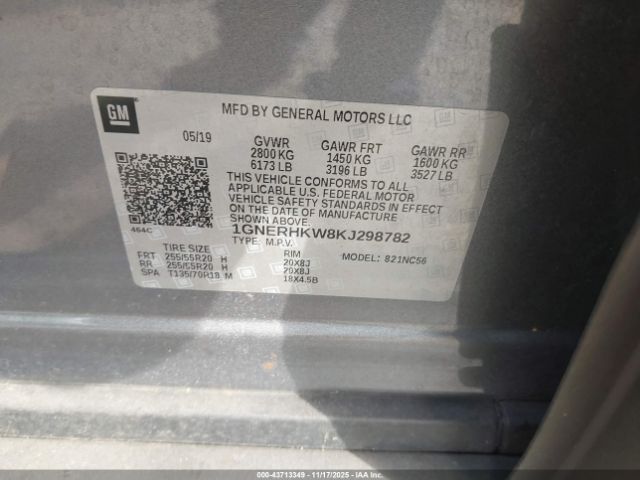 GM
MFD BY GENERAL MOTORS LLC
05/19
GVWR GAWR FRT GAWR RR
2800 KG 1450 KG 1600 KG
6173 LB 3196 LB 3527 LB
THIS VEHICLE CONFORMS TO ALL
APPLICABLE U.S. FEDERAL MOTOR
VEHICLE SAFETY STANDARDS IN EFFECT
ON THE DATE OF MANUFACTURE
SHOWN ABOVE.
464C
1GNERHKW8KJ298782
TYPE: M.P.V. MODEL: 821NC56
TIRE SIZE RIM
FRT 255/55R20 H 20X8J
RR 255/55R20 H 20X8J
SPA T135/70R18 M 18X4.5B
000-43713349 11/17/2025 IAA Inc.